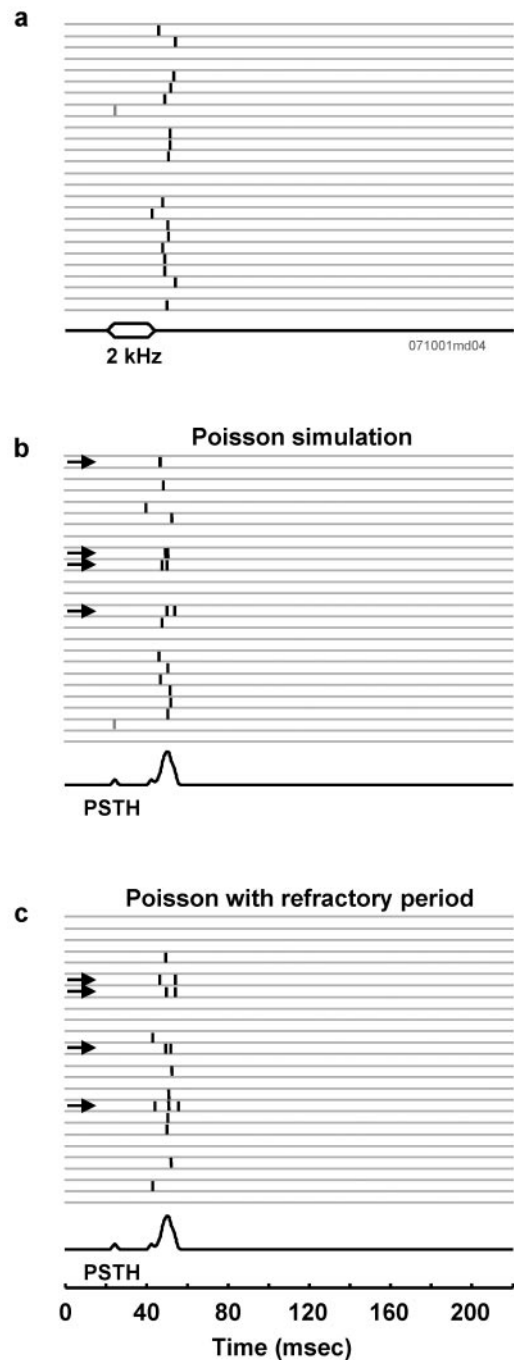 a
2 kHz
071001md04
b
Poisson simulation
PSTH
c
Poisson with refractory period
PSTH
0 40 80 120 160 200
Time (msec)